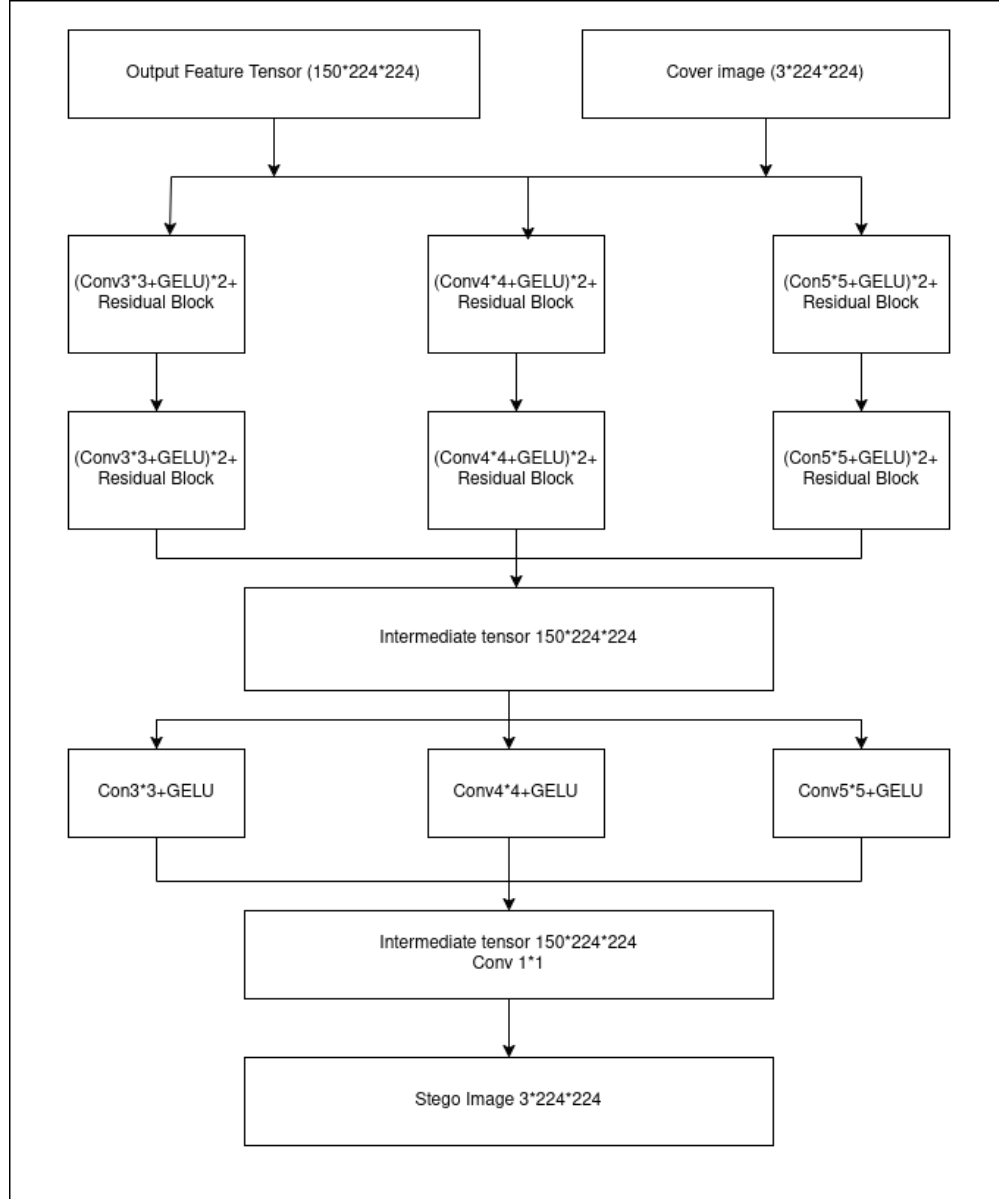 Output Feature Tensor (150*224*224)
Cover image (3*224*224)
(Conv3*3+GELU)*2+
Residual Block
(Conv4*4+GELU)*2+
Residual Block
(Con5*5+GELU)*2+
Residual Block
(Conv3*3+GELU)*2+
Residual Block
(Conv4*4+GELU)*2+
Residual Block
(Con5*5+GELU)*2+
Residual Block
Intermediate tensor 150*224*224
Con3*3+GELU
Conv4*4+GELU
Conv5*5+GELU
Intermediate tensor 150*224*224
Conv 1*1
Stego Image 3*224*224